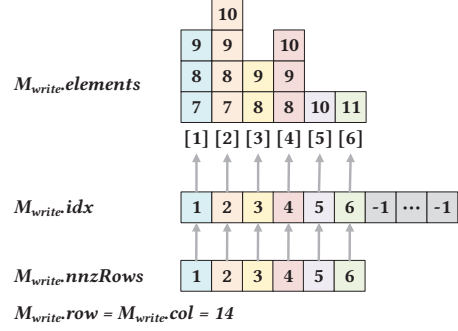 10
9 9 10
M_write.elements 8 8 9 9
7 7 8 8 10 11
[1] [2] [3] [4] [5] [6]
M_write.idx 1 2 3 4 5 6 -1 ... -1
M_write.nnzRows 1 2 3 4 5 6
M_write.row = M_write.col = 14